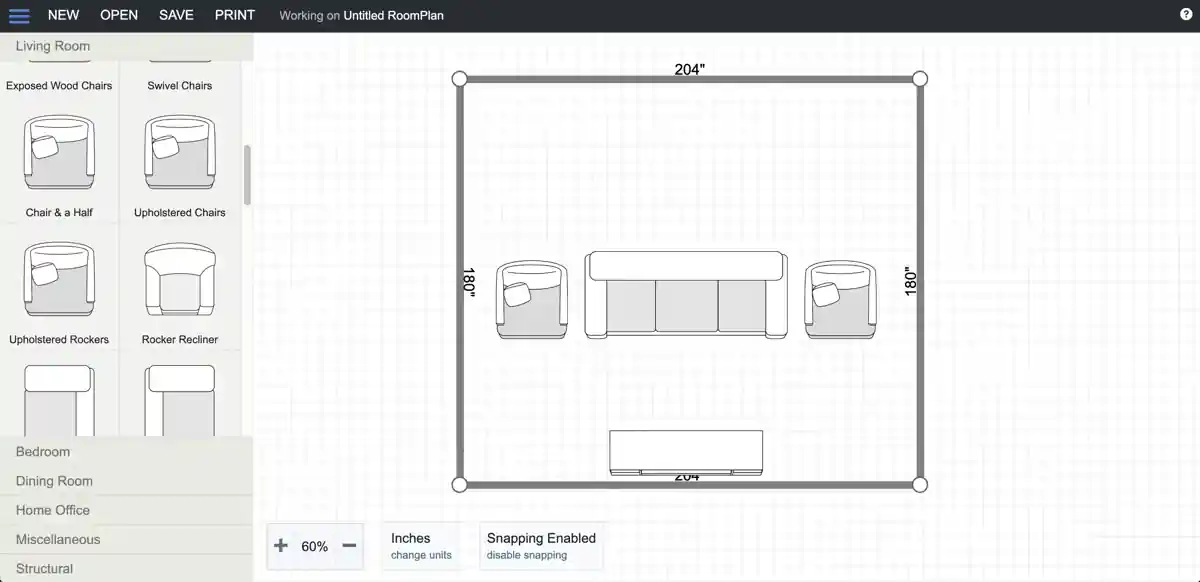 NEW OPEN SAVE PRINT Working on Untitled RoomPlan ?
Living Room
Exposed Wood Chairs Swivel Chairs
Chair & a Half Upholstered Chairs
Upholstered Rockers Rocker Recliner
Bedroom
Dining Room
Home Office
Miscellaneous
Structural
204"
180"
180"
204"
+ 60% −
Inches
change units
Snapping Enabled
disable snapping